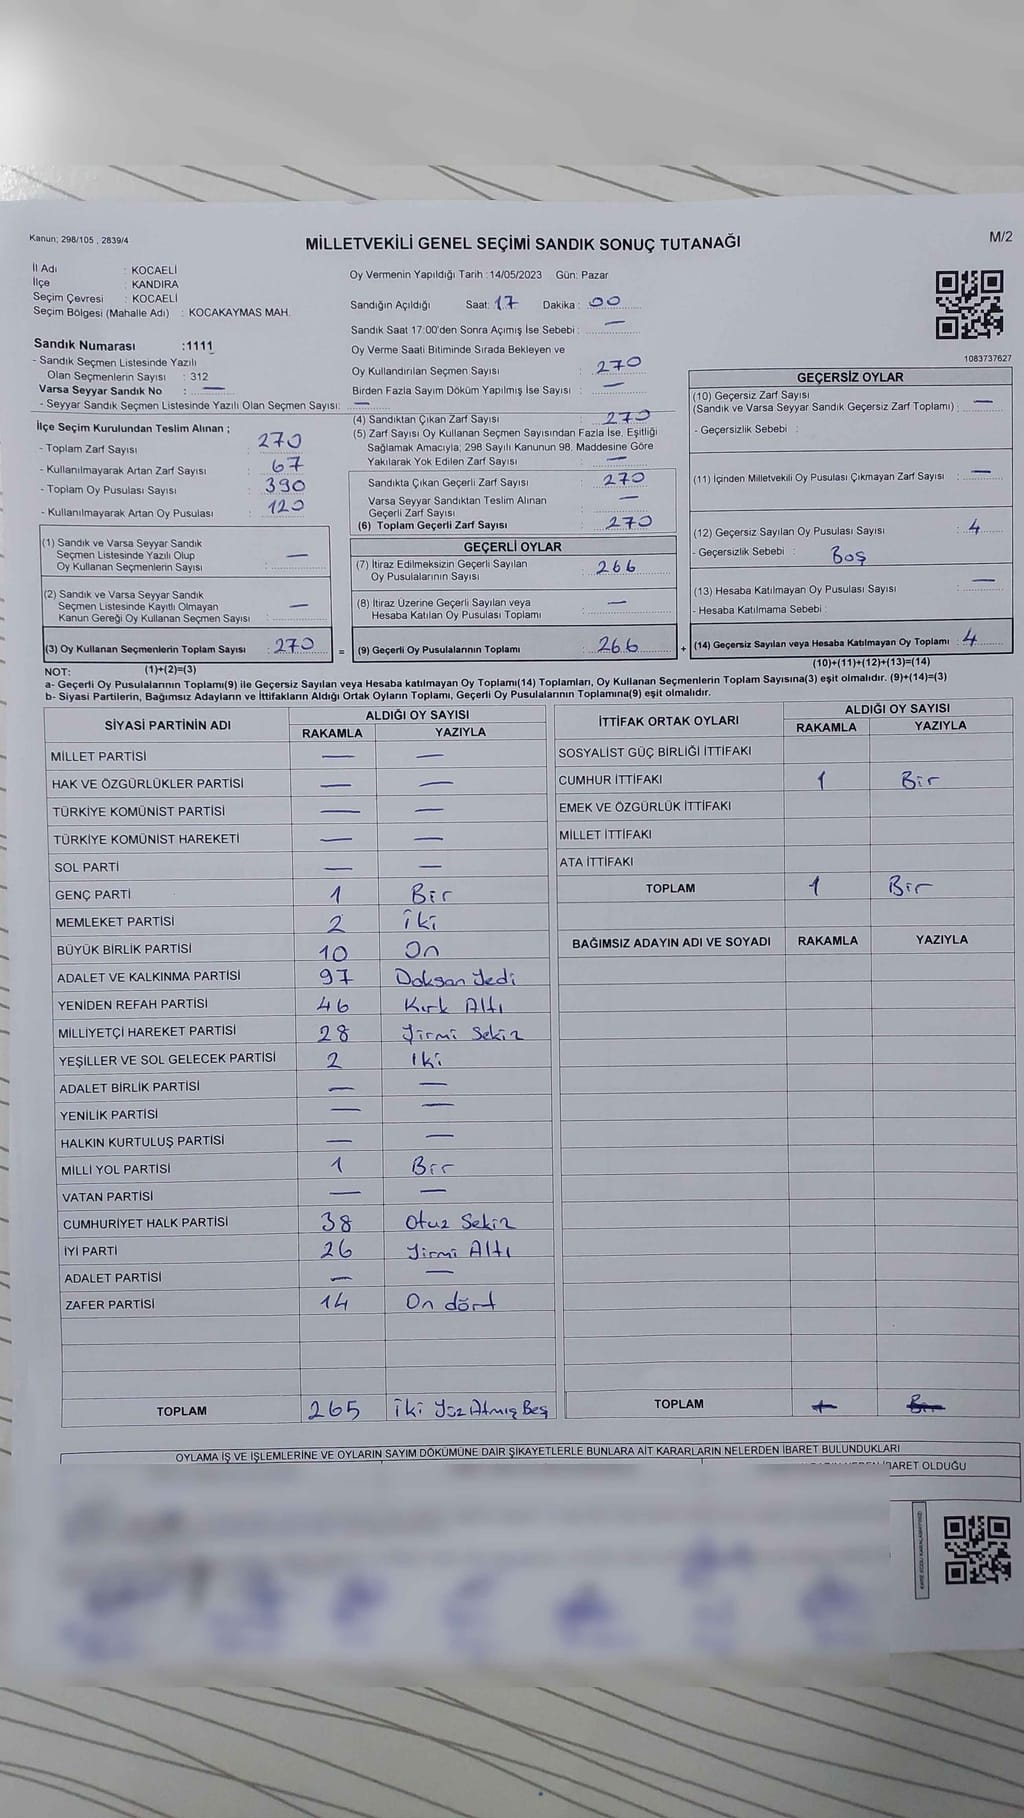 Kanun; 298/105 , 2839/4
MİLLETVEKİLİ GENEL SEÇİMİ SANDIK SONUÇ TUTANAĞI
M/2
İl Adı : KOCAELİ
İlçe : KANDIRA
Seçim Çevresi : KOCAELİ
Seçim Bölgesi (Mahalle Adı) : KOCAKAYMAS MAH.
Sandık Numarası :1111
- Sandık Seçmen Listesinde Yazılı
Olan Seçmenlerin Sayısı : 312
Varsa Seyyar Sandık No : —
- Seyyar Sandık Seçmen Listesinde Yazılı Olan Seçmen Sayısı: —
Oy Vermenin Yapıldığı Tarih :14/05/2023 Gün: Pazar
Sandığın Açıldığı Saat: 17 Dakika : 00
Sandık Saat 17:00'den Sonra Açımış İse Sebebi : —
Oy Verme Saati Bitiminde Sırada Bekleyen ve
Oy Kullandırılan Seçmen Sayısı : 270
Birden Fazla Sayım Döküm Yapılmış İse Sayısı : —
1083737627
İlçe Seçim Kurulundan Teslim Alınan ;
- Toplam Zarf Sayısı : 270
- Kullanılmayarak Artan Zarf Sayısı : 67
- Toplam Oy Pusulası Sayısı : 390
- Kullanılmayarak Artan Oy Pusulası : 120
(4) Sandıktan Çıkan Zarf Sayısı : 270
(5) Zarf Sayısı Oy Kullanan Seçmen Sayısından Fazla İse, Eşitliği
Sağlamak Amacıyla; 298 Sayılı Kanunun 98. Maddesine Göre
Yakılarak Yok Edilen Zarf Sayısı : —
Sandıkta Çıkan Geçerli Zarf Sayısı : 270
Varsa Seyyar Sandıktan Teslim Alınan
Geçerli Zarf Sayısı : —
(6) Toplam Geçerli Zarf Sayısı : 270
GEÇERSİZ OYLAR
(10) Geçersiz Zarf Sayısı
(Sandık ve Varsa Seyyar Sandık Geçersiz Zarf Toplamı) : —
- Geçersizlik Sebebi :
(11) İçinden Milletvekili Oy Pusulası Çıkmayan Zarf Sayısı : —
(12) Geçersiz Sayılan Oy Pusulası Sayısı : 4
- Geçersizlik Sebebi : Boş
(13) Hesaba Katılmayan Oy Pusulası Sayısı : —
- Hesaba Katılmama Sebebi :
(1) Sandık ve Varsa Seyyar Sandık
Seçmen Listesinde Yazılı Olup
Oy Kullanan Seçmenlerin Sayısı : —
(2) Sandık ve Varsa Seyyar Sandık
Seçmen Listesinde Kayıtlı Olmayan
Kanun Gereği Oy Kullanan Seçmen Sayısı : —
GEÇERLİ OYLAR
(7) İtiraz Edilmeksizin Geçerli Sayılan
Oy Pusulalarının Sayısı : 266
(8) İtiraz Üzerine Geçerli Sayılan veya
Hesaba Katılan Oy Pusulası Toplamı : —
(3) Oy Kullanan Seçmenlerin Toplam Sayısı : 270 = (9) Geçerli Oy Pusulalarının Toplamı : 266 + (14) Geçersiz Sayılan veya Hesaba Katılmayan Oy Toplamı : 4
NOT: (1)+(2)=(3) (10)+(11)+(12)+(13)=(14)
a- Geçerli Oy Pusulalarının Toplamı(9) ile Geçersiz Sayılan veya Hesaba katılmayan Oy Toplamı(14) Toplamları, Oy Kullanan Seçmenlerin Toplam Sayısına(3) eşit olmalıdır. (9)+(14)=(3)
b- Siyasi Partilerin, Bağımsız Adayların ve İttifakların Aldığı Ortak Oyların Toplamı, Geçerli Oy Pusulalarının Toplamına(9) eşit olmalıdır.
SİYASİ PARTİNİN ADI ALDIĞI OY SAYISI
RAKAMLA YAZIYLA
MİLLET PARTİSİ — —
HAK VE ÖZGÜRLÜKLER PARTİSİ — —
TÜRKİYE KOMÜNİST PARTİSİ — —
TÜRKİYE KOMÜNİST HAREKETİ — —
SOL PARTİ — —
GENÇ PARTİ 1 Bir
MEMLEKET PARTİSİ 2 İki
BÜYÜK BİRLİK PARTİSİ 10 On
ADALET VE KALKINMA PARTİSİ 97 Doksan Yedi
YENİDEN REFAH PARTİSİ 46 Kırk Altı
MİLLİYETÇİ HAREKET PARTİSİ 28 Yirmi Sekiz
YEŞİLLER VE SOL GELECEK PARTİSİ 2 İki
ADALET BİRLİK PARTİSİ — —
YENİLİK PARTİSİ — —
HALKIN KURTULUŞ PARTİSİ — —
MİLLİ YOL PARTİSİ 1 Bir
VATAN PARTİSİ — —
CUMHURİYET HALK PARTİSİ 38 Otuz Sekiz
İYİ PARTİ 26 Yirmi Altı
ADALET PARTİSİ — —
ZAFER PARTİSİ 14 On dört
TOPLAM 265 İki Yüz Atmış Beş
İTTİFAK ORTAK OYLARI ALDIĞI OY SAYISI
RAKAMLA YAZIYLA
SOSYALİST GÜÇ BİRLİĞİ İTTİFAKI
CUMHUR İTTİFAKI 1 Bir
EMEK VE ÖZGÜRLÜK İTTİFAKI
MİLLET İTTİFAKI
ATA İTTİFAKI
TOPLAM 1 Bir
BAĞIMSIZ ADAYIN ADI VE SOYADI RAKAMLA YAZIYLA
TOPLAM 1 Bir
OYLAMA İŞ VE İŞLEMLERİNE VE OYLARIN SAYIM DÖKÜMÜNE DAİR ŞİKAYETLERLE BUNLARA AİT KARARLARIN NELERDEN İBARET BULUNDUKLARI
İBARET OLDUĞU